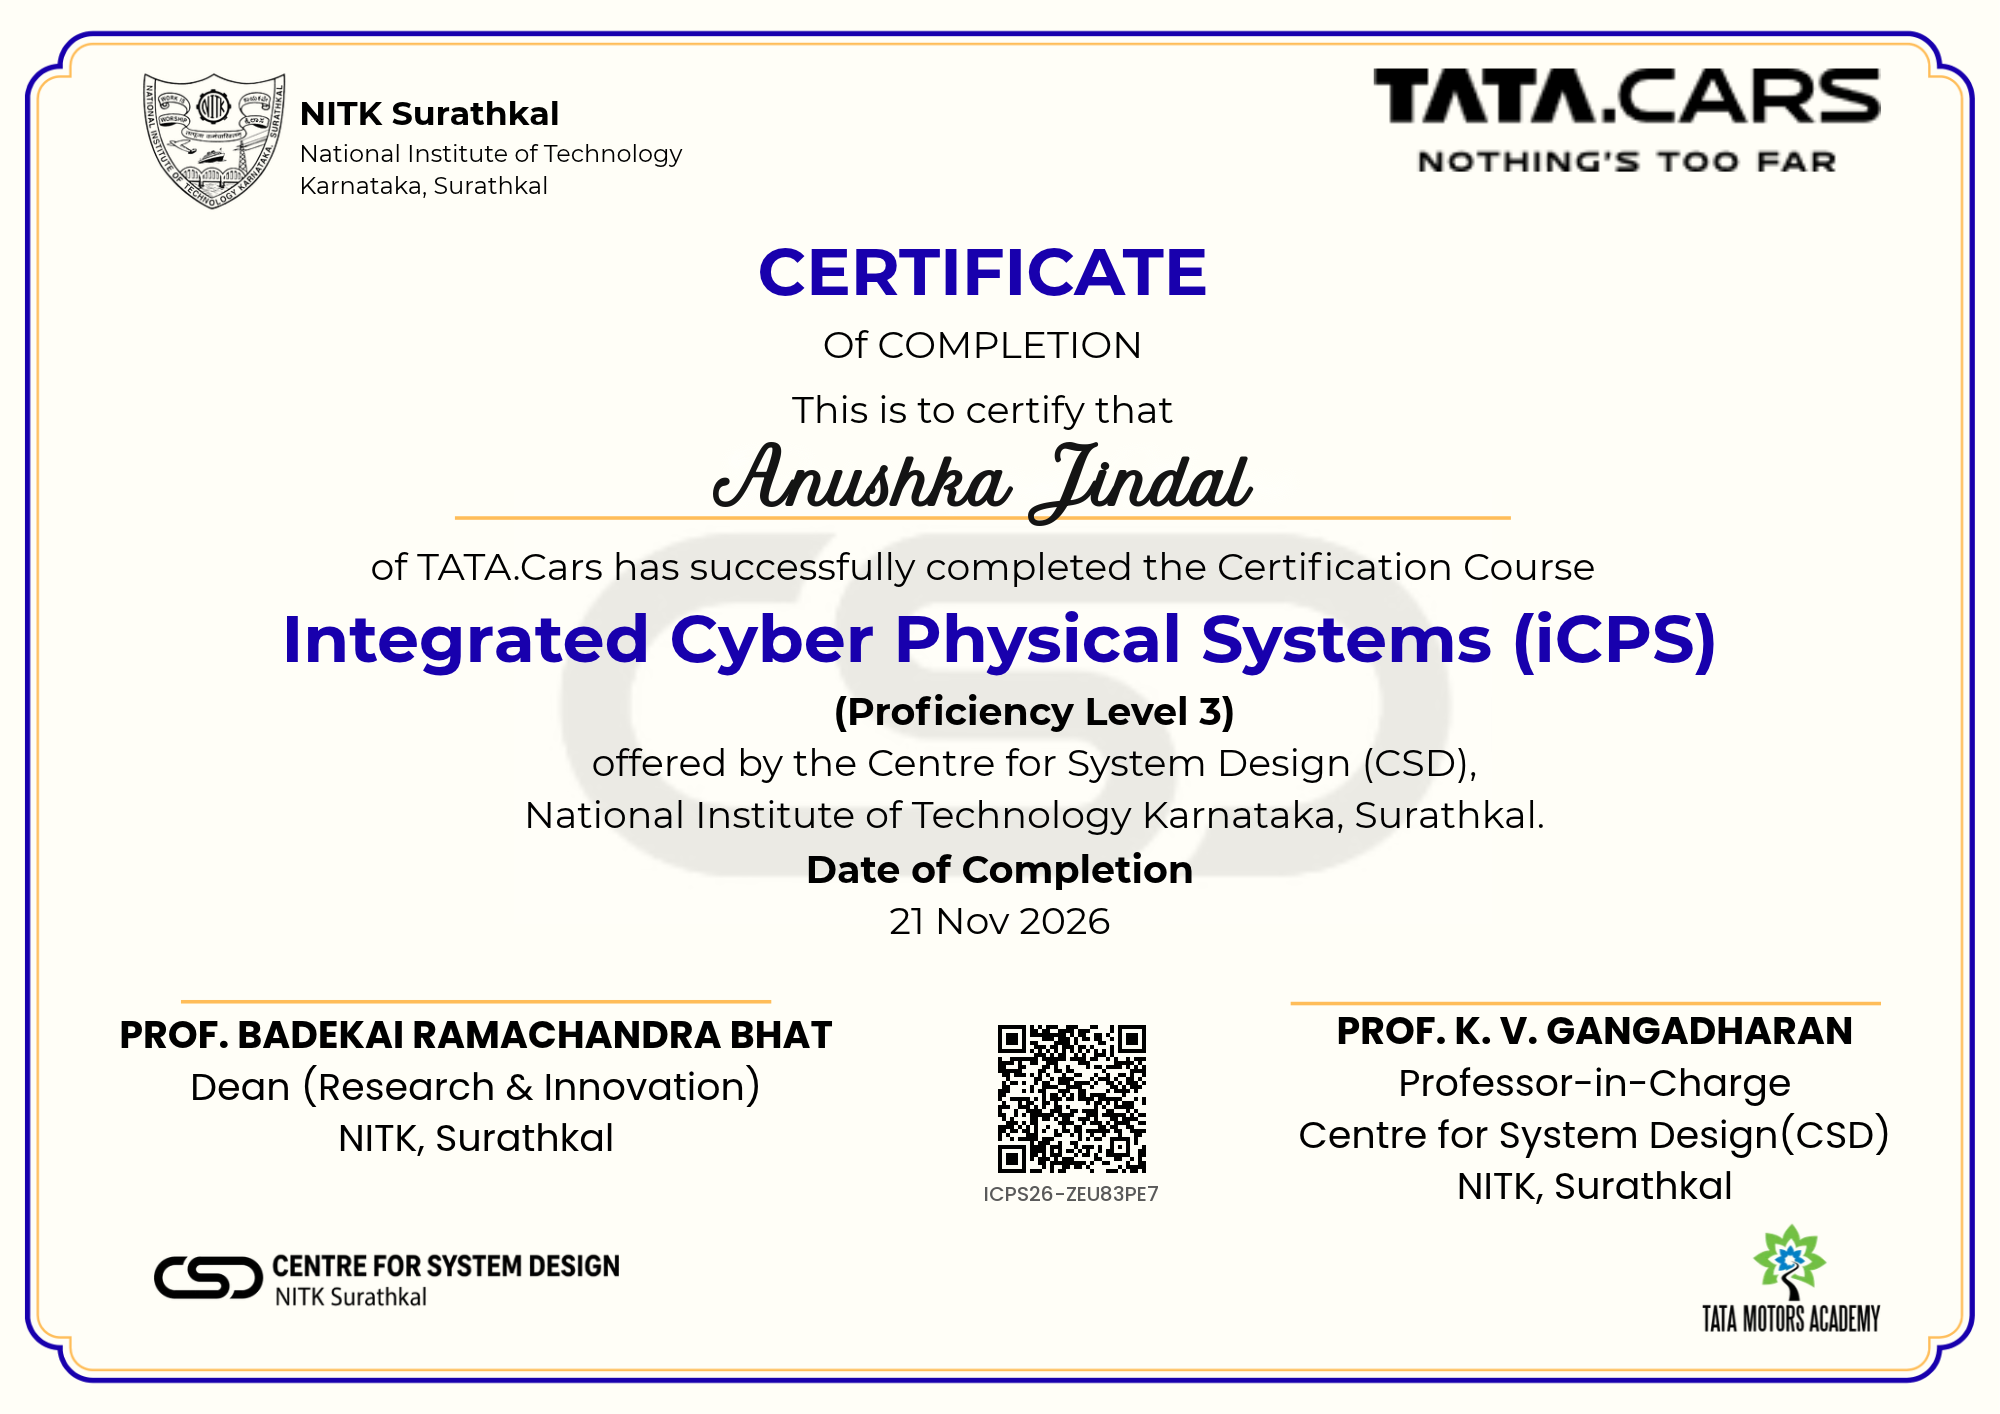 NITK Surathkal
National Institute of Technology
Karnataka, Surathkal
TATA.CARS
NOTHING'S TOO FAR
CERTIFICATE
Of COMPLETION
This is to certify that
Anushka Jindal
of TATA.Cars has successfully completed the Certification Course
Integrated Cyber Physical Systems (iCPS)
(Proficiency Level 3)
offered by the Centre for System Design (CSD),
National Institute of Technology Karnataka, Surathkal.
Date of Completion
21 Nov 2026
PROF. BADEKAI RAMACHANDRA BHAT
Dean (Research & Innovation)
NITK, Surathkal
ICPS26-ZEU83PE7
PROF. K. V. GANGADHARAN
Professor-in-Charge
Centre for System Design(CSD)
NITK, Surathkal
CSD CENTRE FOR SYSTEM DESIGN
NITK Surathkal
TATA MOTORS ACADEMY